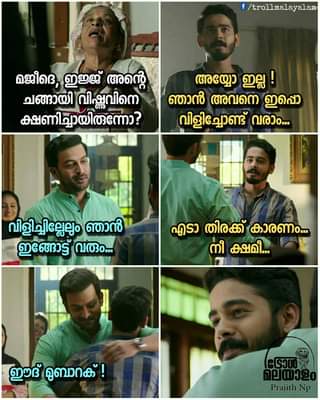 f/trollmalayalam
മജീദെ, ഇജ്ജ് അന്റെ
ചങ്ങായി വിഷ്ണുവിനെ
ക്ഷണിച്ചായിരുന്നോ?
അയ്യോ ഇല്ല !
ഞാൻ അവനെ ഇപ്പൊ
വിളിച്ചോണ്ട് വരാം...
വിളിച്ചില്ലേലും ഞാൻ
ഇങ്ങോട്ട് വരും...
എടാ തിരക്ക് കാരണം...
നീ ക്ഷമി...
ഈദ് മുബാറക് !
ട്രോൾ
മലയാളം
Prajith Np